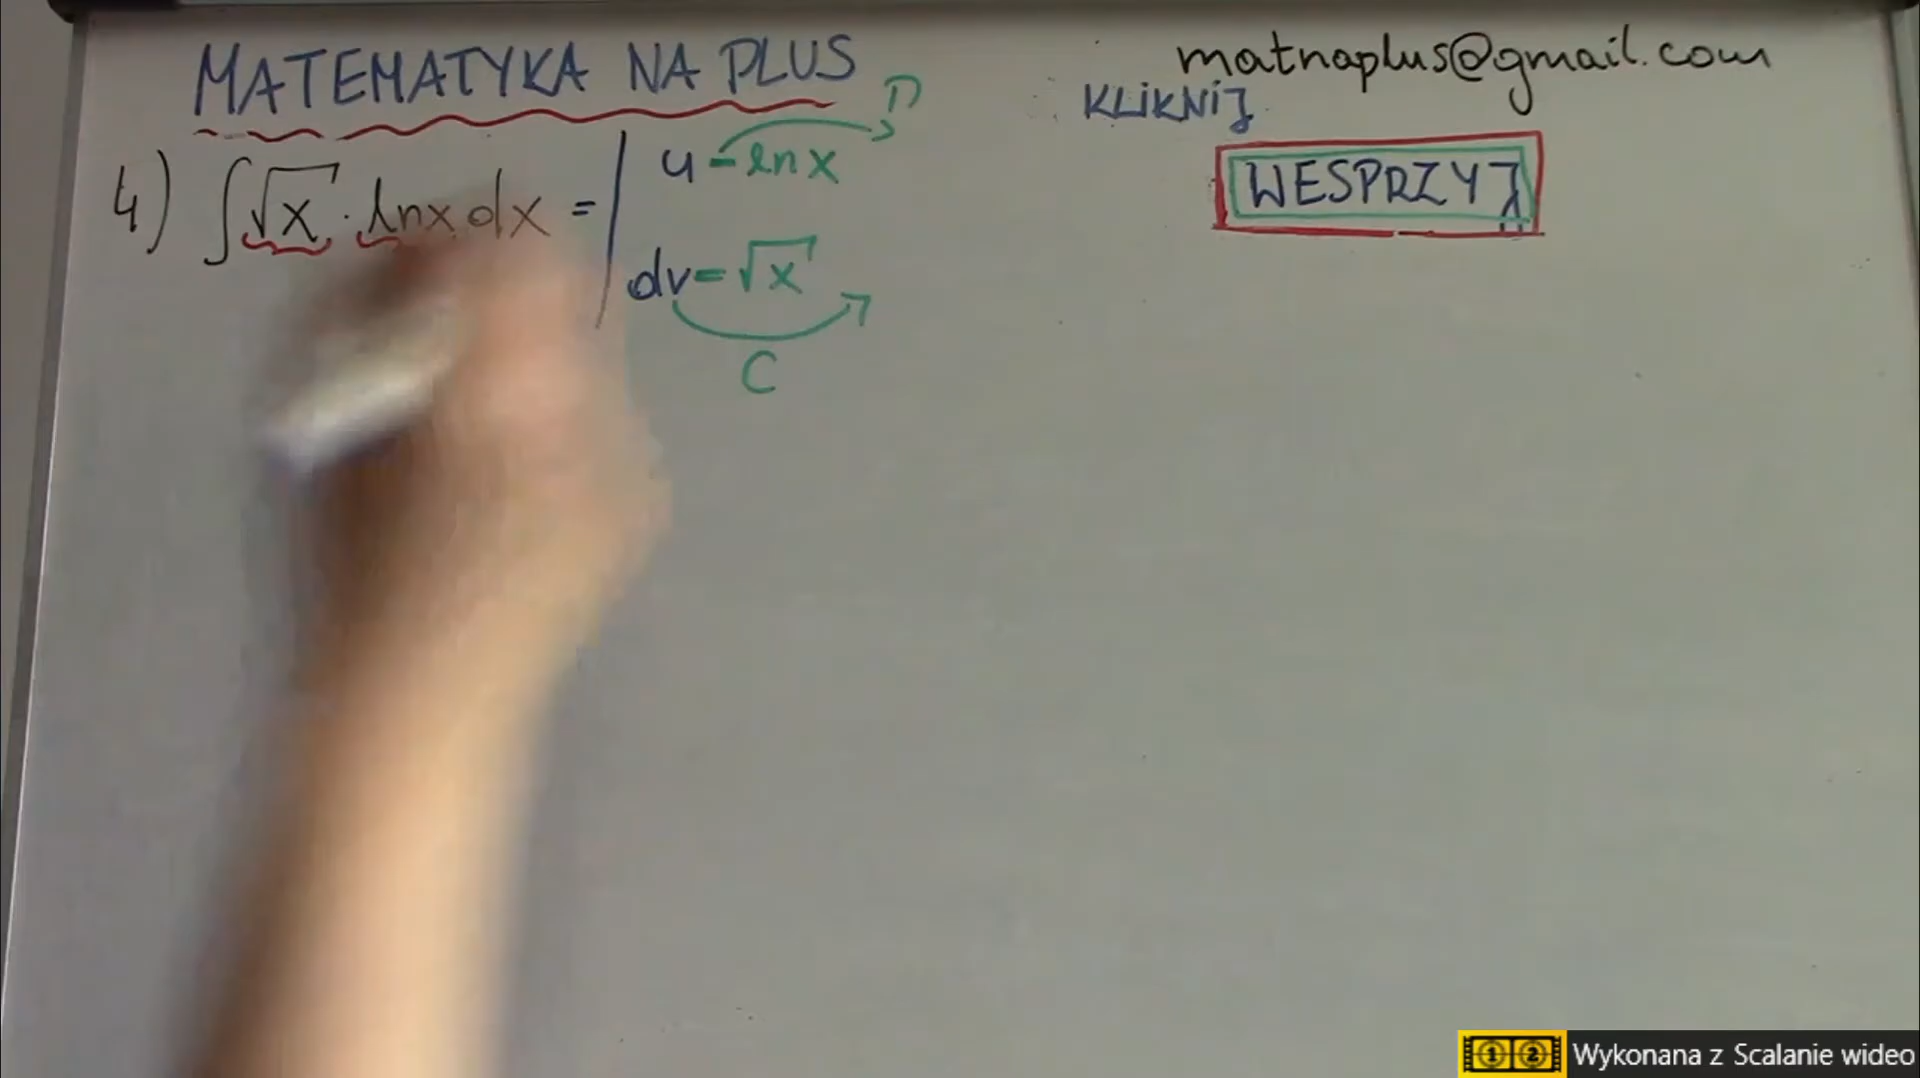 MATEMATYKA NA PLUS
matnaplus@gmail.com
KLIKNIJ
WESPRZYJ
4) ∫√x · lnx dx =
u = lnx
dv = √x
C
Wykonana z Scalanie wideo